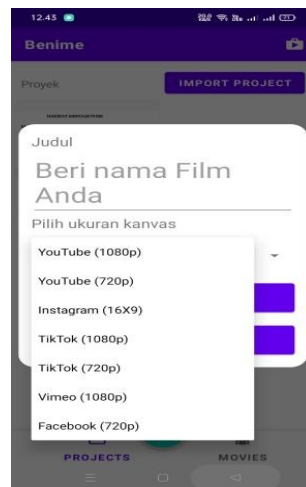 12.43
Benime
Proyek
IMPORT PROJECT
Judul
Beri nama Film
Anda
Pilih ukuran kanvas
YouTube (1080p)
YouTube (720p)
Instagram (16X9)
TikTok (1080p)
TikTok (720p)
Vimeo (1080p)
Facebook (720p)
PROJECTS
MOVIES